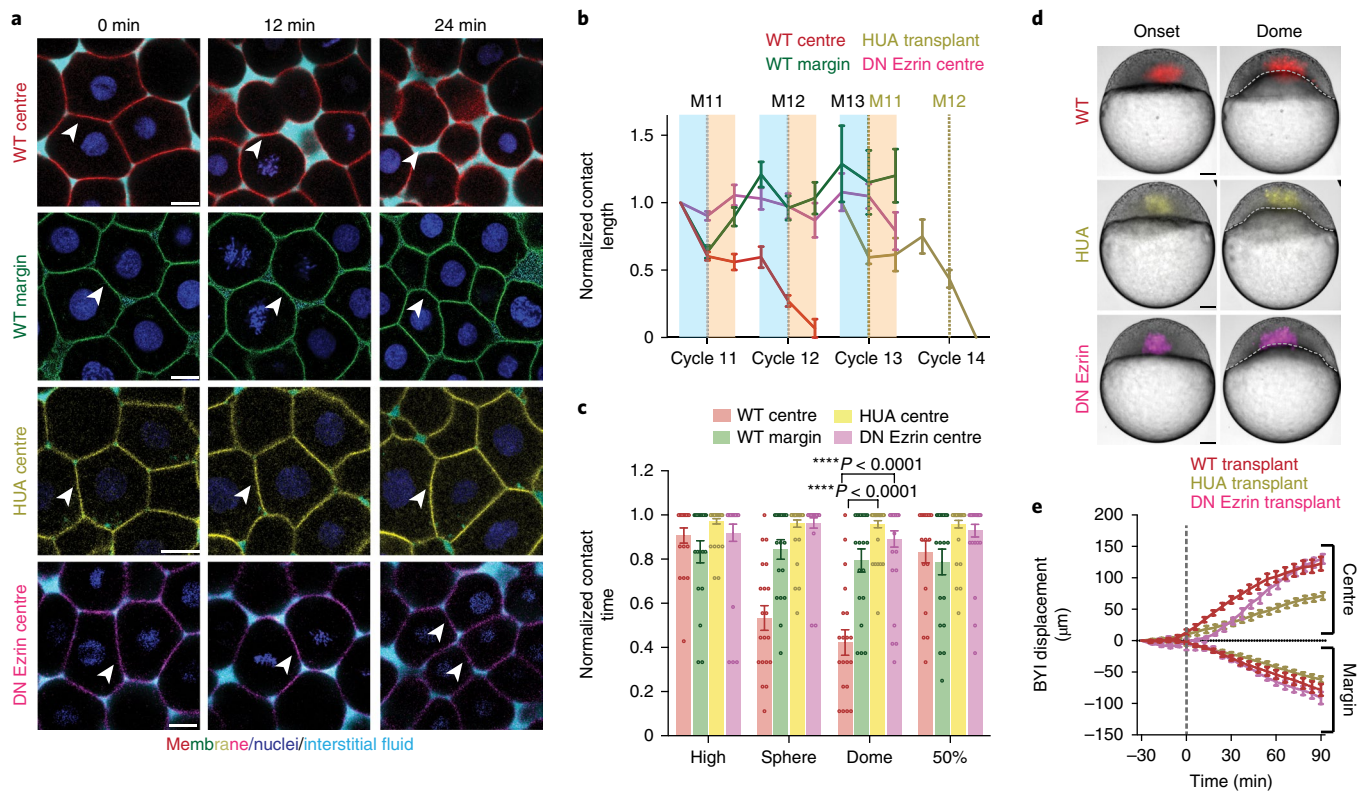 a
0 min 12 min 24 min
WT centre
WT margin
HUA centre
DN Ezrin centre
Membrane/nuclei/interstitial fluid
b
WT centre HUA transplant
WT margin DN Ezrin centre
M11 M12 M13 M11 M12
Normalized contact
length
1.5
1.0
0.5
0
Cycle 11 Cycle 12 Cycle 13 Cycle 14
c
WT centre HUA centre
WT margin DN Ezrin centre
****P < 0.0001
****P < 0.0001
Normalized contact
time
1.2
1.0
0.8
0.6
0.4
0.2
0
High Sphere Dome 50%
d
Onset Dome
WT
HUA
DN Ezrin
WT transplant
HUA transplant
DN Ezrin transplant
e
BYI displacement
(μm)
200
150
100
50
0
–50
–100
–150
Centre
Margin
–30 0 30 60 90
Time (min)